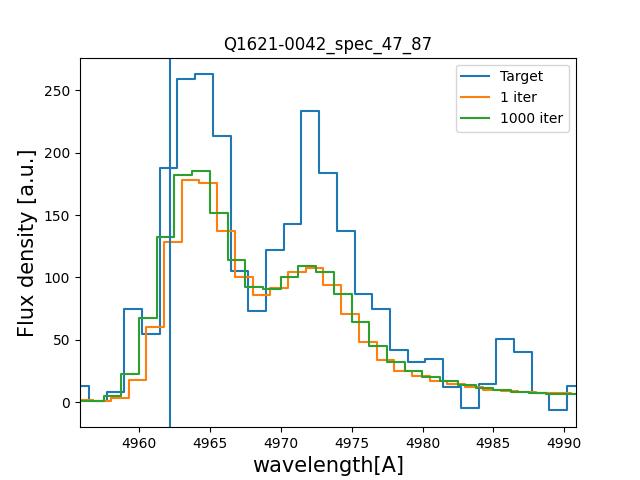 Q1621-0042_spec_47_87
Target
1 iter
1000 iter
250
200
150
100
50
0
Flux density [a.u.]
4960 4965 4970 4975 4980 4985 4990
wavelength[A]